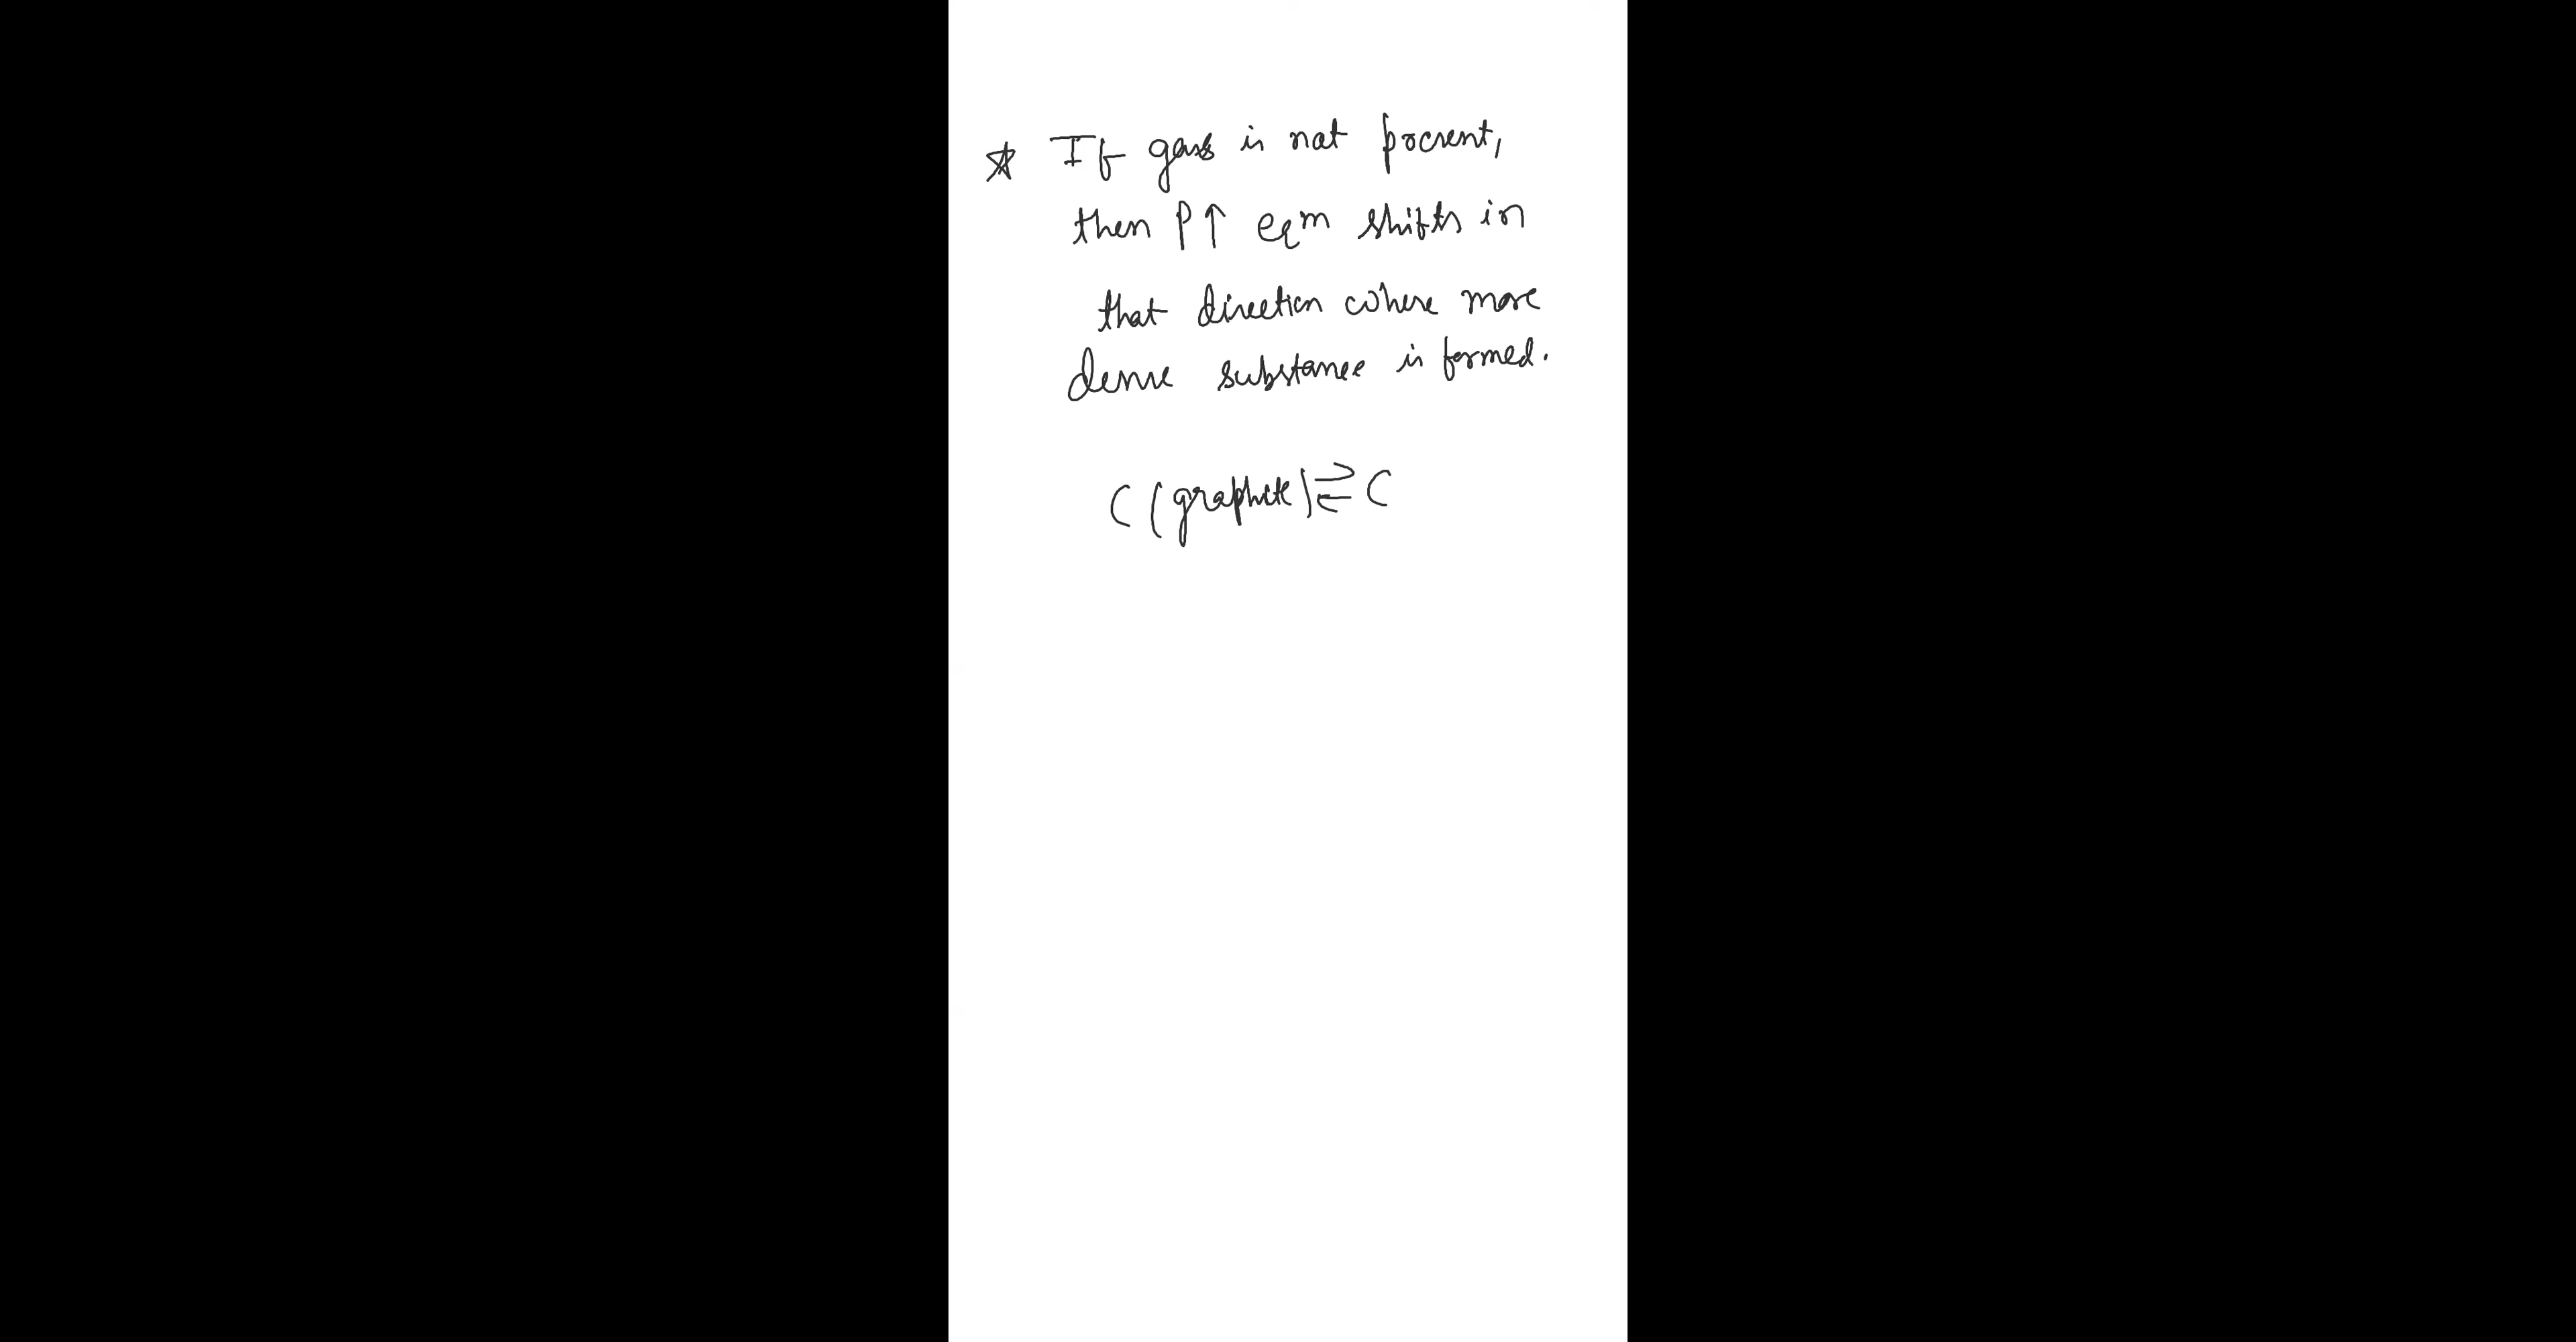 ☆ If gas is not present,
then P↑ eqm shifts in
that direction where more
dense substance is formed.
C (graphite) ⇌ C